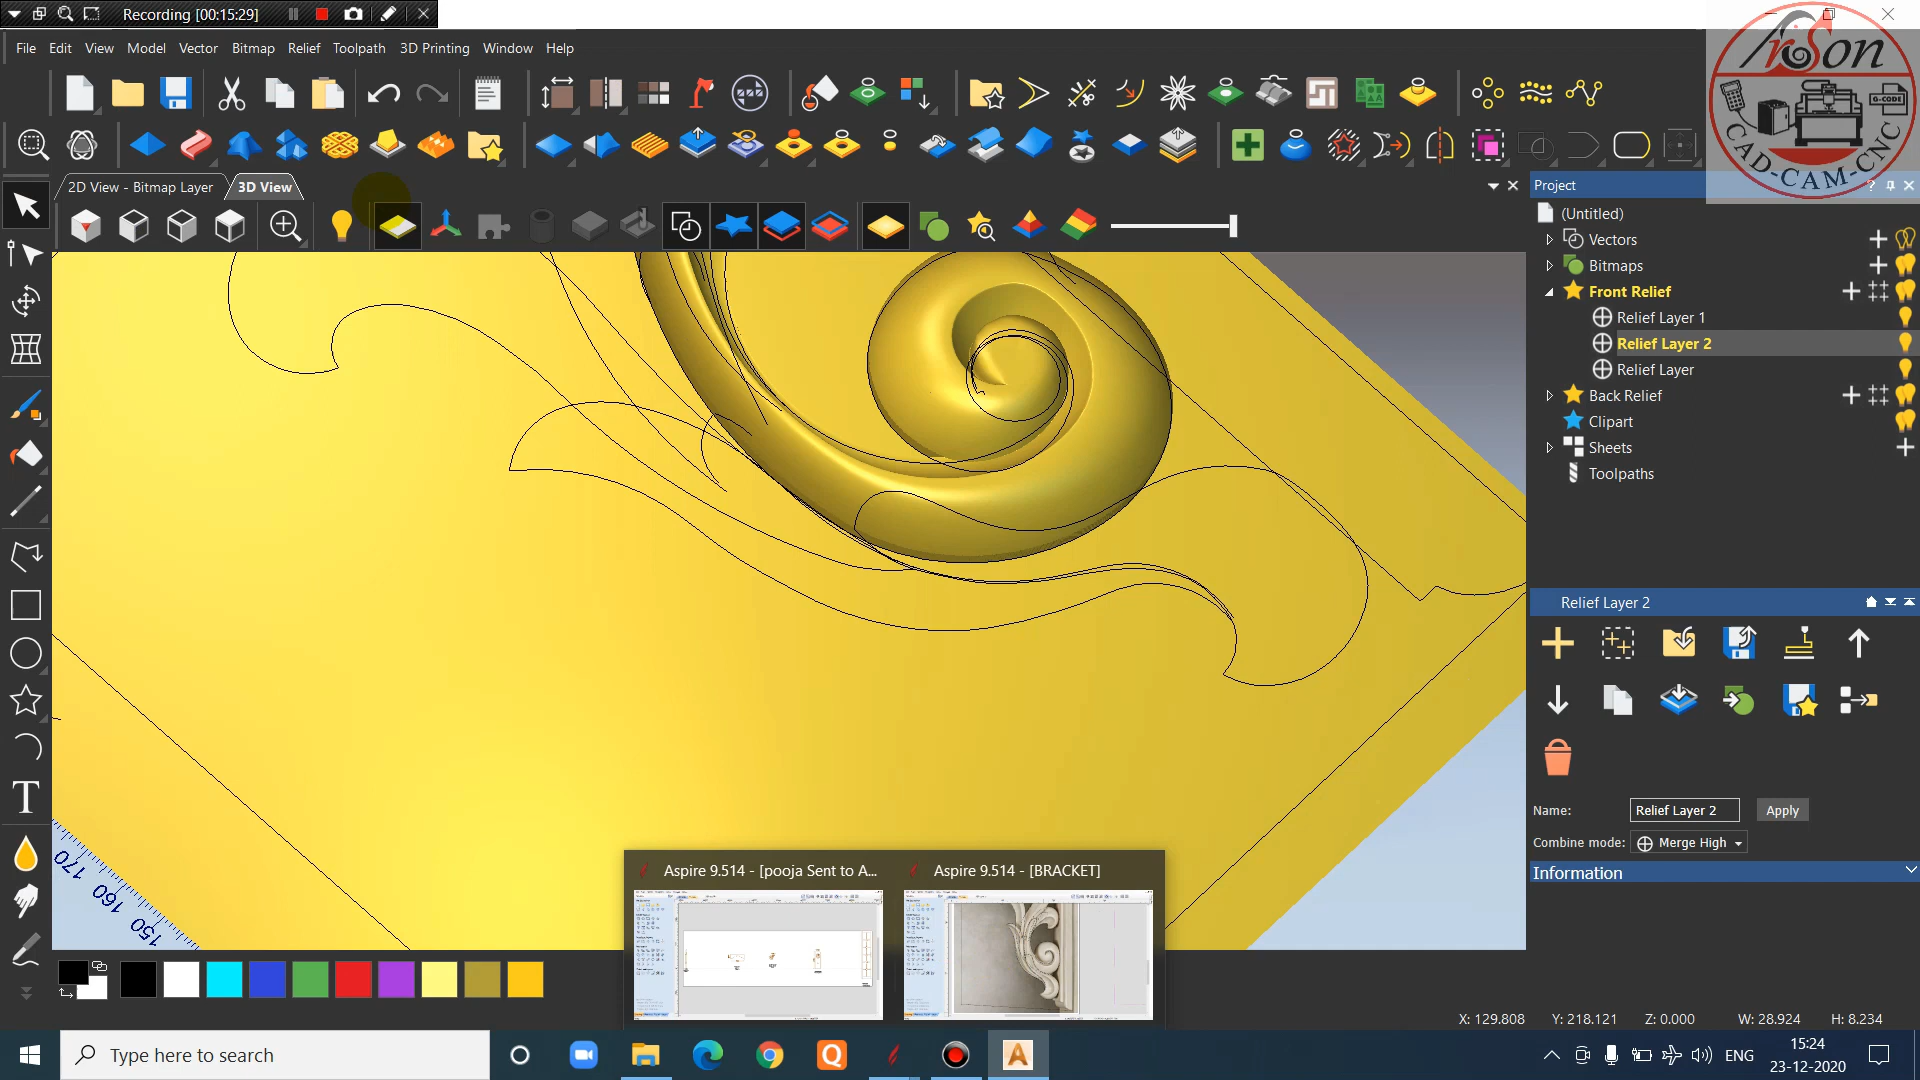 Recording [00:15:29]
File Edit View Model Vector Bitmap Relief Toolpath 3D Printing Window Help
ArSon
G-CODE
CAD-CAM-CNC
2D View - Bitmap Layer
3D View
Project
(Untitled)
Vectors
Bitmaps
Front Relief
Relief Layer 1
Relief Layer 2
Relief Layer
Back Relief
Clipart
Sheets
Toolpaths
Relief Layer 2
Name: Relief Layer 2 Apply
Combine mode: Merge High
Information
170 160 150
Aspire 9.514 - [pooja Sent to A...
Aspire 9.514 - [BRACKET]
X: 129.808 Y: 218.121 Z: 0.000 W: 28.924 H: 8.234
Type here to search
ENG
15:24
23-12-2020